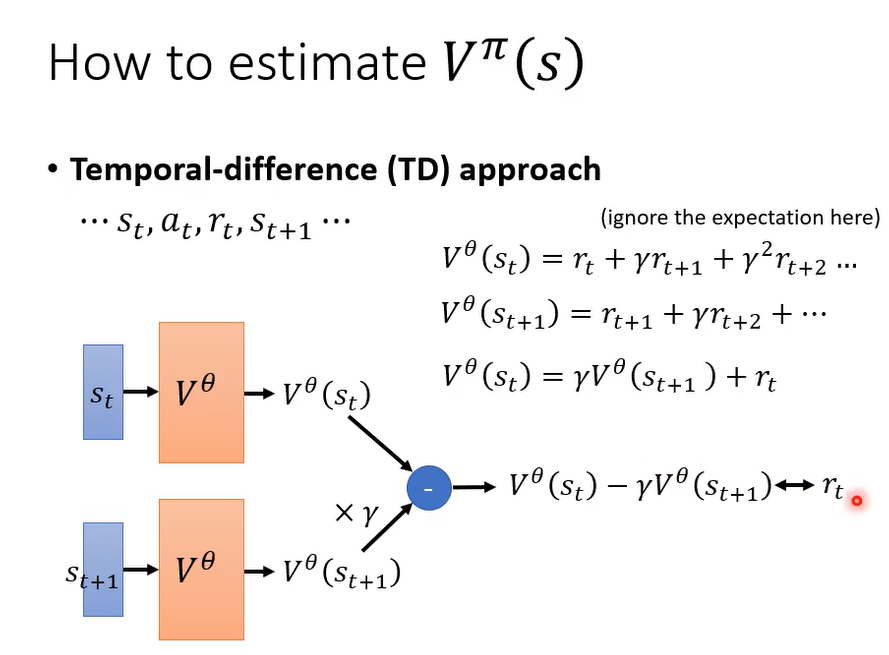 How to estimate V^π(s)
• Temporal-difference (TD) approach
⋯ s_t, a_t, r_t, s_{t+1} ⋯
(ignore the expectation here)
V^θ(s_t) = r_t + γr_{t+1} + γ^2r_{t+2} …
V^θ(s_{t+1}) = r_{t+1} + γr_{t+2} + ⋯
V^θ(s_t) = γV^θ(s_{t+1}) + r_t
s_t V^θ V^θ(s_t)
- V^θ(s_t) − γV^θ(s_{t+1}) ↔ r_t
× γ
s_{t+1} V^θ V^θ(s_{t+1})